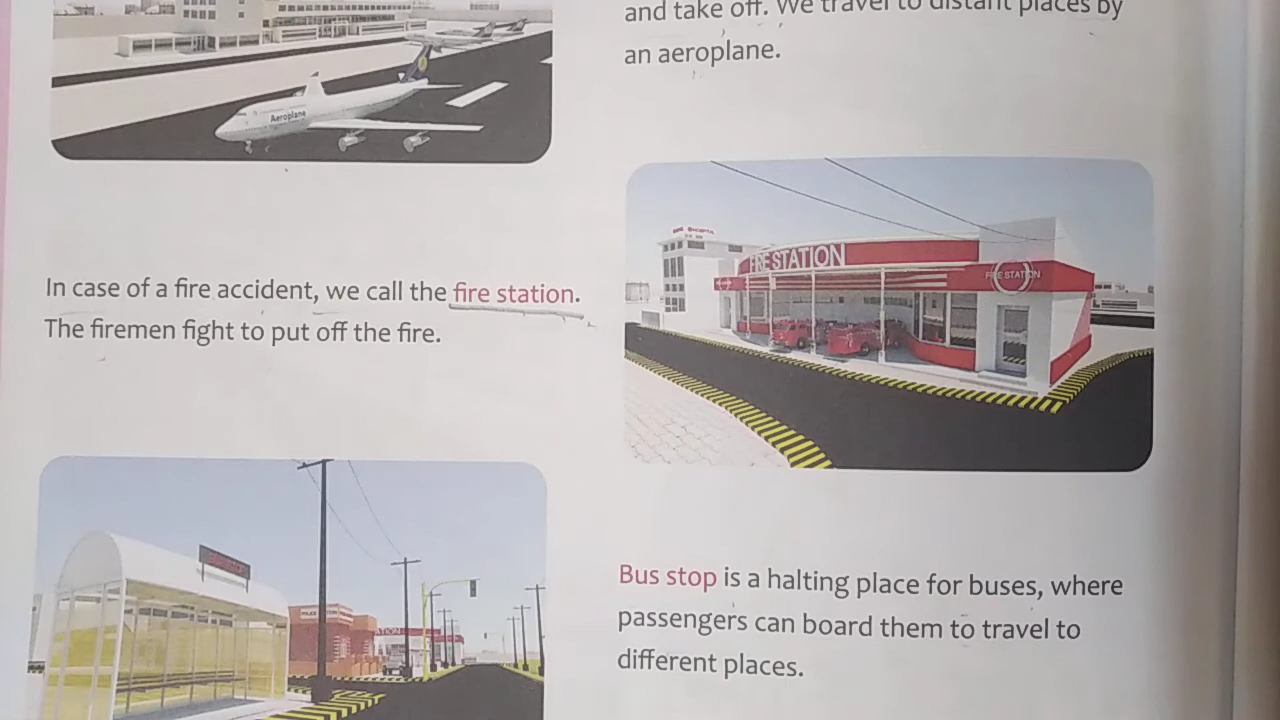 and take off. We travel to distant places by
an aeroplane.
Aeroplane
In case of a fire accident, we call the fire station.
The firemen fight to put off the fire.
HOSPITAL
FIRE STATION
FIRE STATION
POLICE
Bus stop is a halting place for buses, where
passengers can board them to travel to
different places.